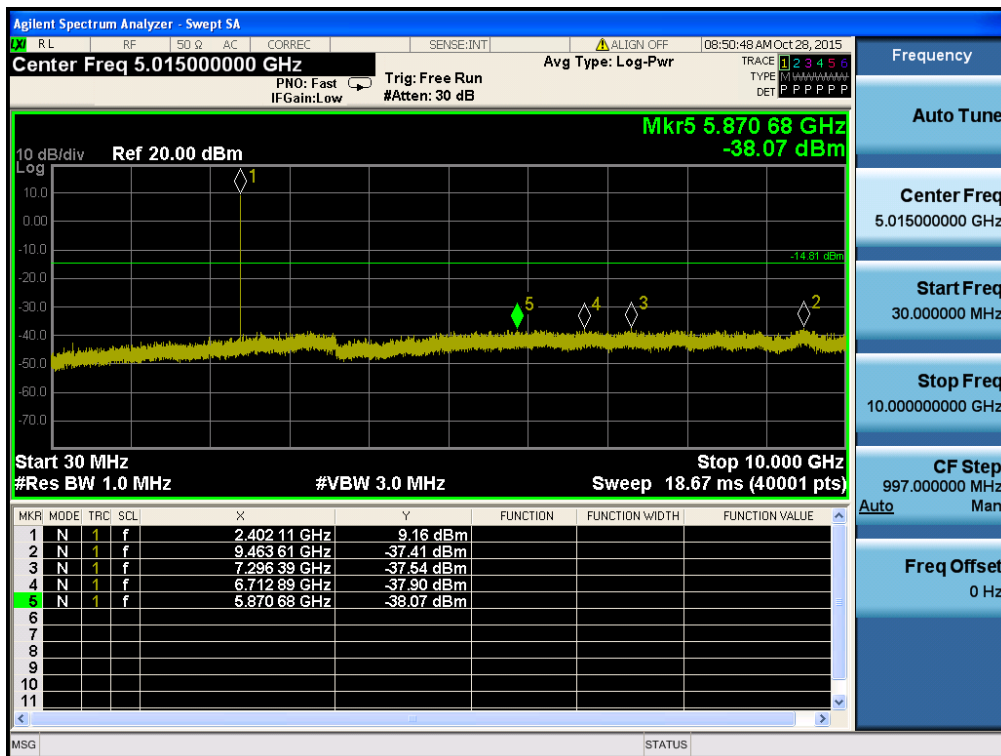 Agilent Spectrum Analyzer - Swept SA
LXI RL RF 50 Ω AC CORREC SENSE:INT ALIGN OFF 08:50:48 AM Oct 28, 2015
Center Freq 5.015000000 GHz
PNO: Fast
IFGain:Low
Trig: Free Run
#Atten: 30 dB
Avg Type: Log-Pwr
TRACE 1 2 3 4 5 6
TYPE M WWWWW
DET P P P P P P
Mkr5 5.870 68 GHz
-38.07 dBm
10 dB/div Ref 20.00 dBm
Log
10.0
0.00
-10.0
-20.0
-30.0
-40.0
-50.0
-60.0
-70.0
1
-14.81 dBm
5
4
3
2
Start 30 MHz Stop 10.000 GHz
#Res BW 1.0 MHz #VBW 3.0 MHz Sweep 18.67 ms (40001 pts)
MKR MODE TRC SCL X Y FUNCTION FUNCTION WIDTH FUNCTION VALUE
1 N 1 f 2.402 11 GHz 9.16 dBm
2 N 1 f 9.463 61 GHz -37.41 dBm
3 N 1 f 7.296 39 GHz -37.54 dBm
4 N 1 f 6.712 89 GHz -37.90 dBm
5 N 1 f 5.870 68 GHz -38.07 dBm
6
7
8
9
10
11
MSG STATUS
Frequency
Auto Tune
Center Freq
5.015000000 GHz
Start Freq
30.000000 MHz
Stop Freq
10.000000000 GHz
CF Step
997.000000 MHz
Auto Man
Freq Offset
0 Hz